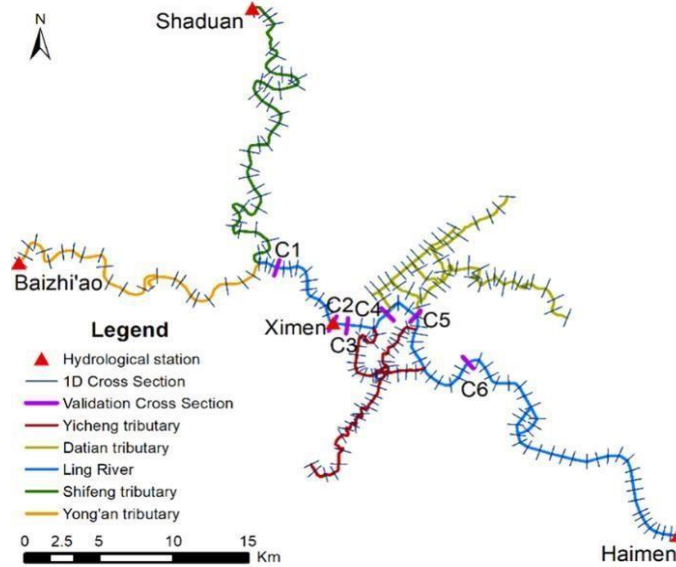 Shaduan
N
C1
Baizhi'ao
C2 C4
Ximen
C5
C3
Legend
C6
Hydrological station
1D Cross Section
Validation Cross Section
Yicheng tributary
Datian tributary
Ling River
Shifeng tributary
Yong'an tributary
0 2.5 5 10 15
Km
Haimen